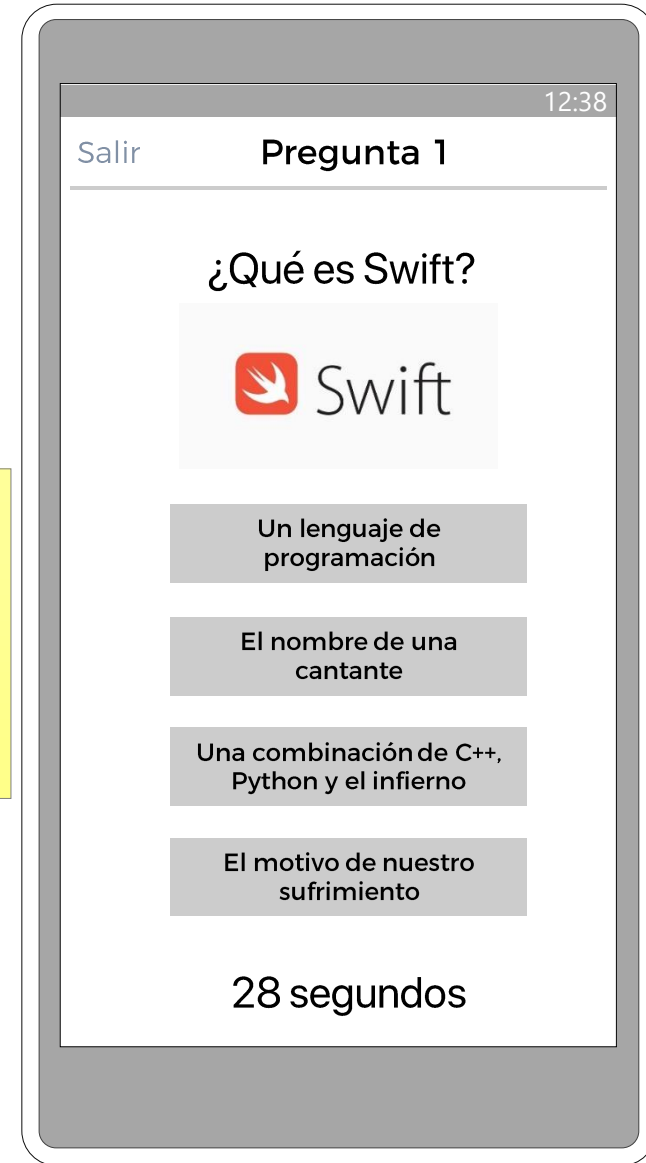 12:38
Salir Pregunta 1
¿Qué es Swift?
Swift
Un lenguaje de
programación
El nombre de una
cantante
Una combinación de C++,
Python y el infierno
El motivo de nuestro
sufrimiento
28 segundos